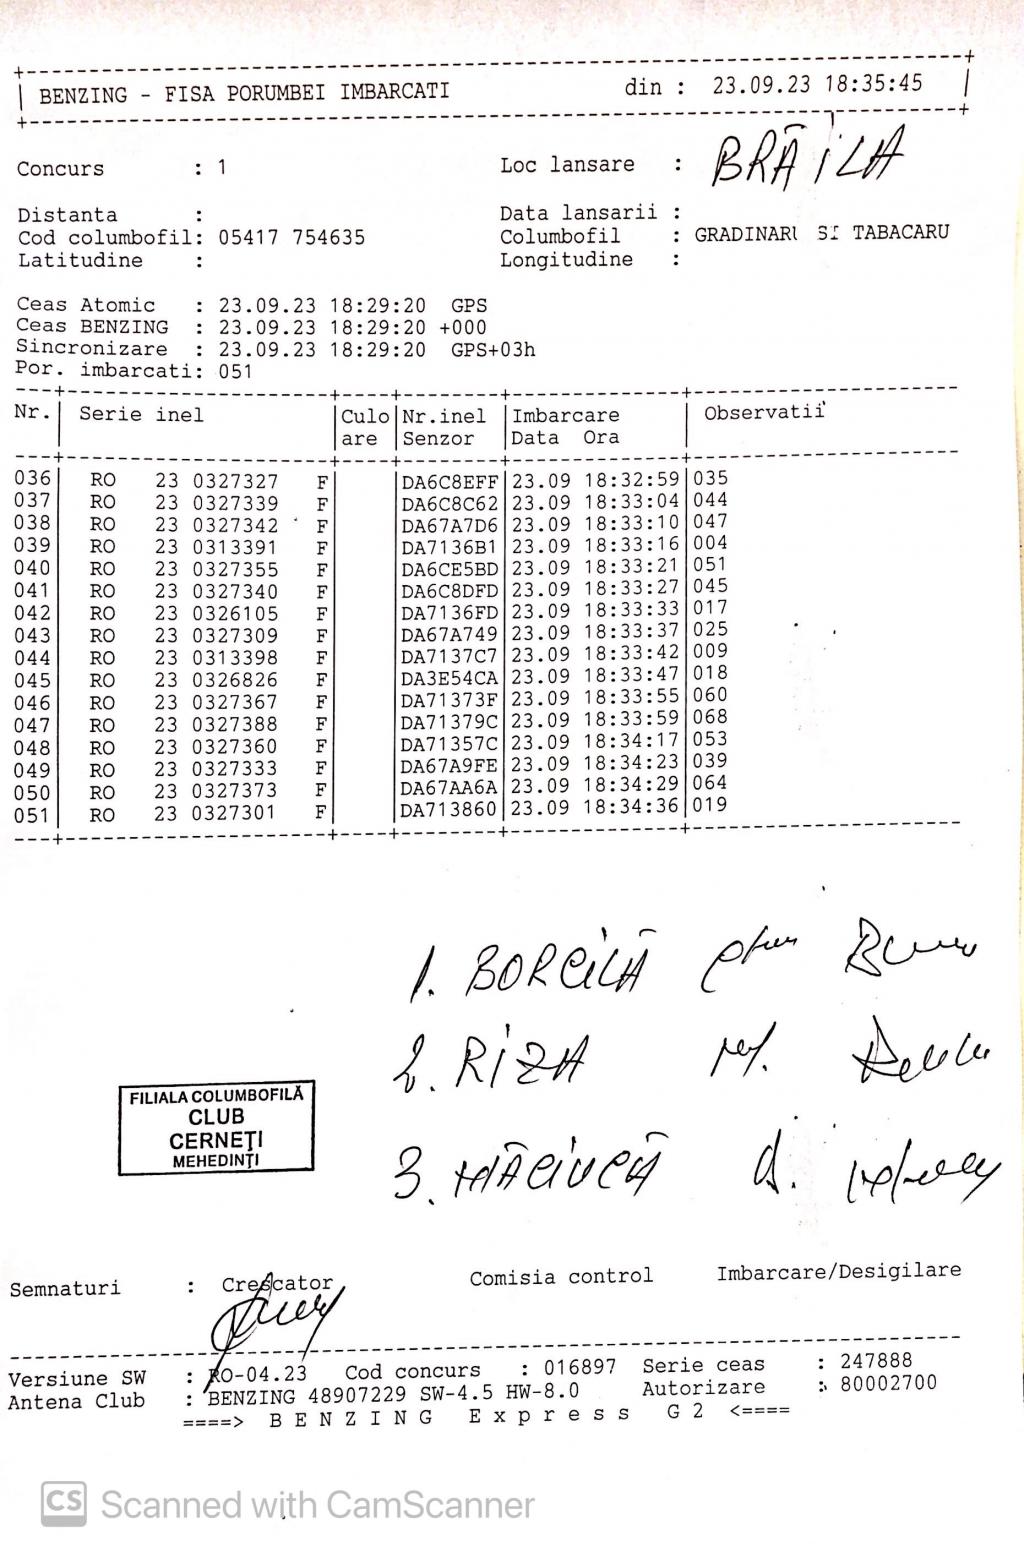 BENZING - FISA PORUMBEI IMBARCATI din : 23.09.23 18:35:45
Concurs : 1 Loc lansare : BRĂILA
Distanta : Data lansarii :
Cod columbofil: 05417 754635 Columbofil : GRADINARU SI TABACARU
Latitudine : Longitudine :
Ceas Atomic : 23.09.23 18:29:20 GPS
Ceas BENZING : 23.09.23 18:29:20 +000
Sincronizare : 23.09.23 18:29:20 GPS+03h
Por. imbarcati: 051
Nr. Serie inel Culo Nr.inel Imbarcare Observatii
are Senzor Data Ora
036 RO 23 0327327 F DA6C8EFF 23.09 18:32:59 035
037 RO 23 0327339 F DA6C8C62 23.09 18:33:04 044
038 RO 23 0327342 F DA67A7D6 23.09 18:33:10 047
039 RO 23 0313391 F DA7136B1 23.09 18:33:16 004
040 RO 23 0327355 F DA6CE5BD 23.09 18:33:21 051
041 RO 23 0327340 F DA6C8DFD 23.09 18:33:27 045
042 RO 23 0326105 F DA7136FD 23.09 18:33:33 017
043 RO 23 0327309 F DA67A749 23.09 18:33:37 025
044 RO 23 0313398 F DA7137C7 23.09 18:33:42 009
045 RO 23 0326826 F DA3E54CA 23.09 18:33:47 018
046 RO 23 0327367 F DA71373F 23.09 18:33:55 060
047 RO 23 0327388 F DA71379C 23.09 18:33:59 068
048 RO 23 0327360 F DA71357C 23.09 18:34:17 053
049 RO 23 0327333 F DA67A9FE 23.09 18:34:23 039
050 RO 23 0327373 F DA67AA6A 23.09 18:34:29 064
051 RO 23 0327301 F DA713860 23.09 18:34:36 019
1. BORCILĂ
2. RIZA
3. MĂCIUCĂ
FILIALA COLUMBOFILĂ
CLUB
CERNEŢI
MEHEDINŢI
Semnaturi : Crescator Comisia control Imbarcare/Desigilare
Versiune SW : RO-04.23 Cod concurs : 016897 Serie ceas : 247888
Antena Club : BENZING 48907229 SW-4.5 HW-8.0 Autorizare : 80002700
====> B E N Z I N G E x p r e s s G 2 <====
CS Scanned with CamScanner